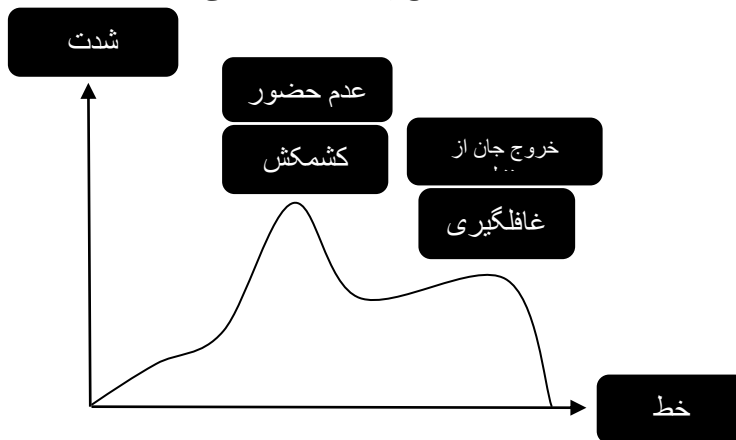 شدت
عدم حضور
کشمکش
خروج جان از
غافلگیری
خط